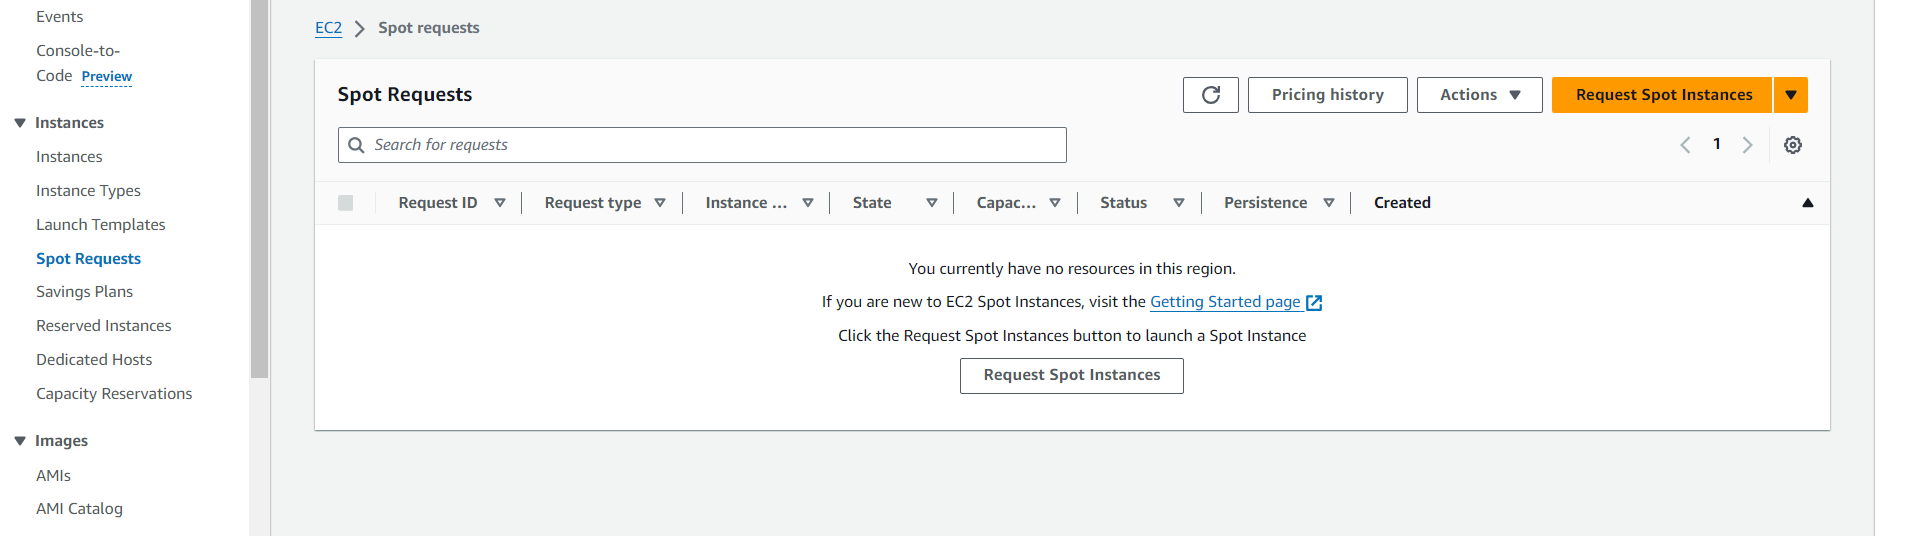 Events
Console-to-
Code Preview
Instances
Instances
Instance Types
Launch Templates
Spot Requests
Savings Plans
Reserved Instances
Dedicated Hosts
Capacity Reservations
Images
AMIs
AMI Catalog
EC2 Spot requests
Spot Requests
Pricing history
Actions
Request Spot Instances
Search for requests
1
Request ID Request type Instance ... State Capac... Status Persistence Created
You currently have no resources in this region.
If you are new to EC2 Spot Instances, visit the Getting Started page
Click the Request Spot Instances button to launch a Spot Instance
Request Spot Instances